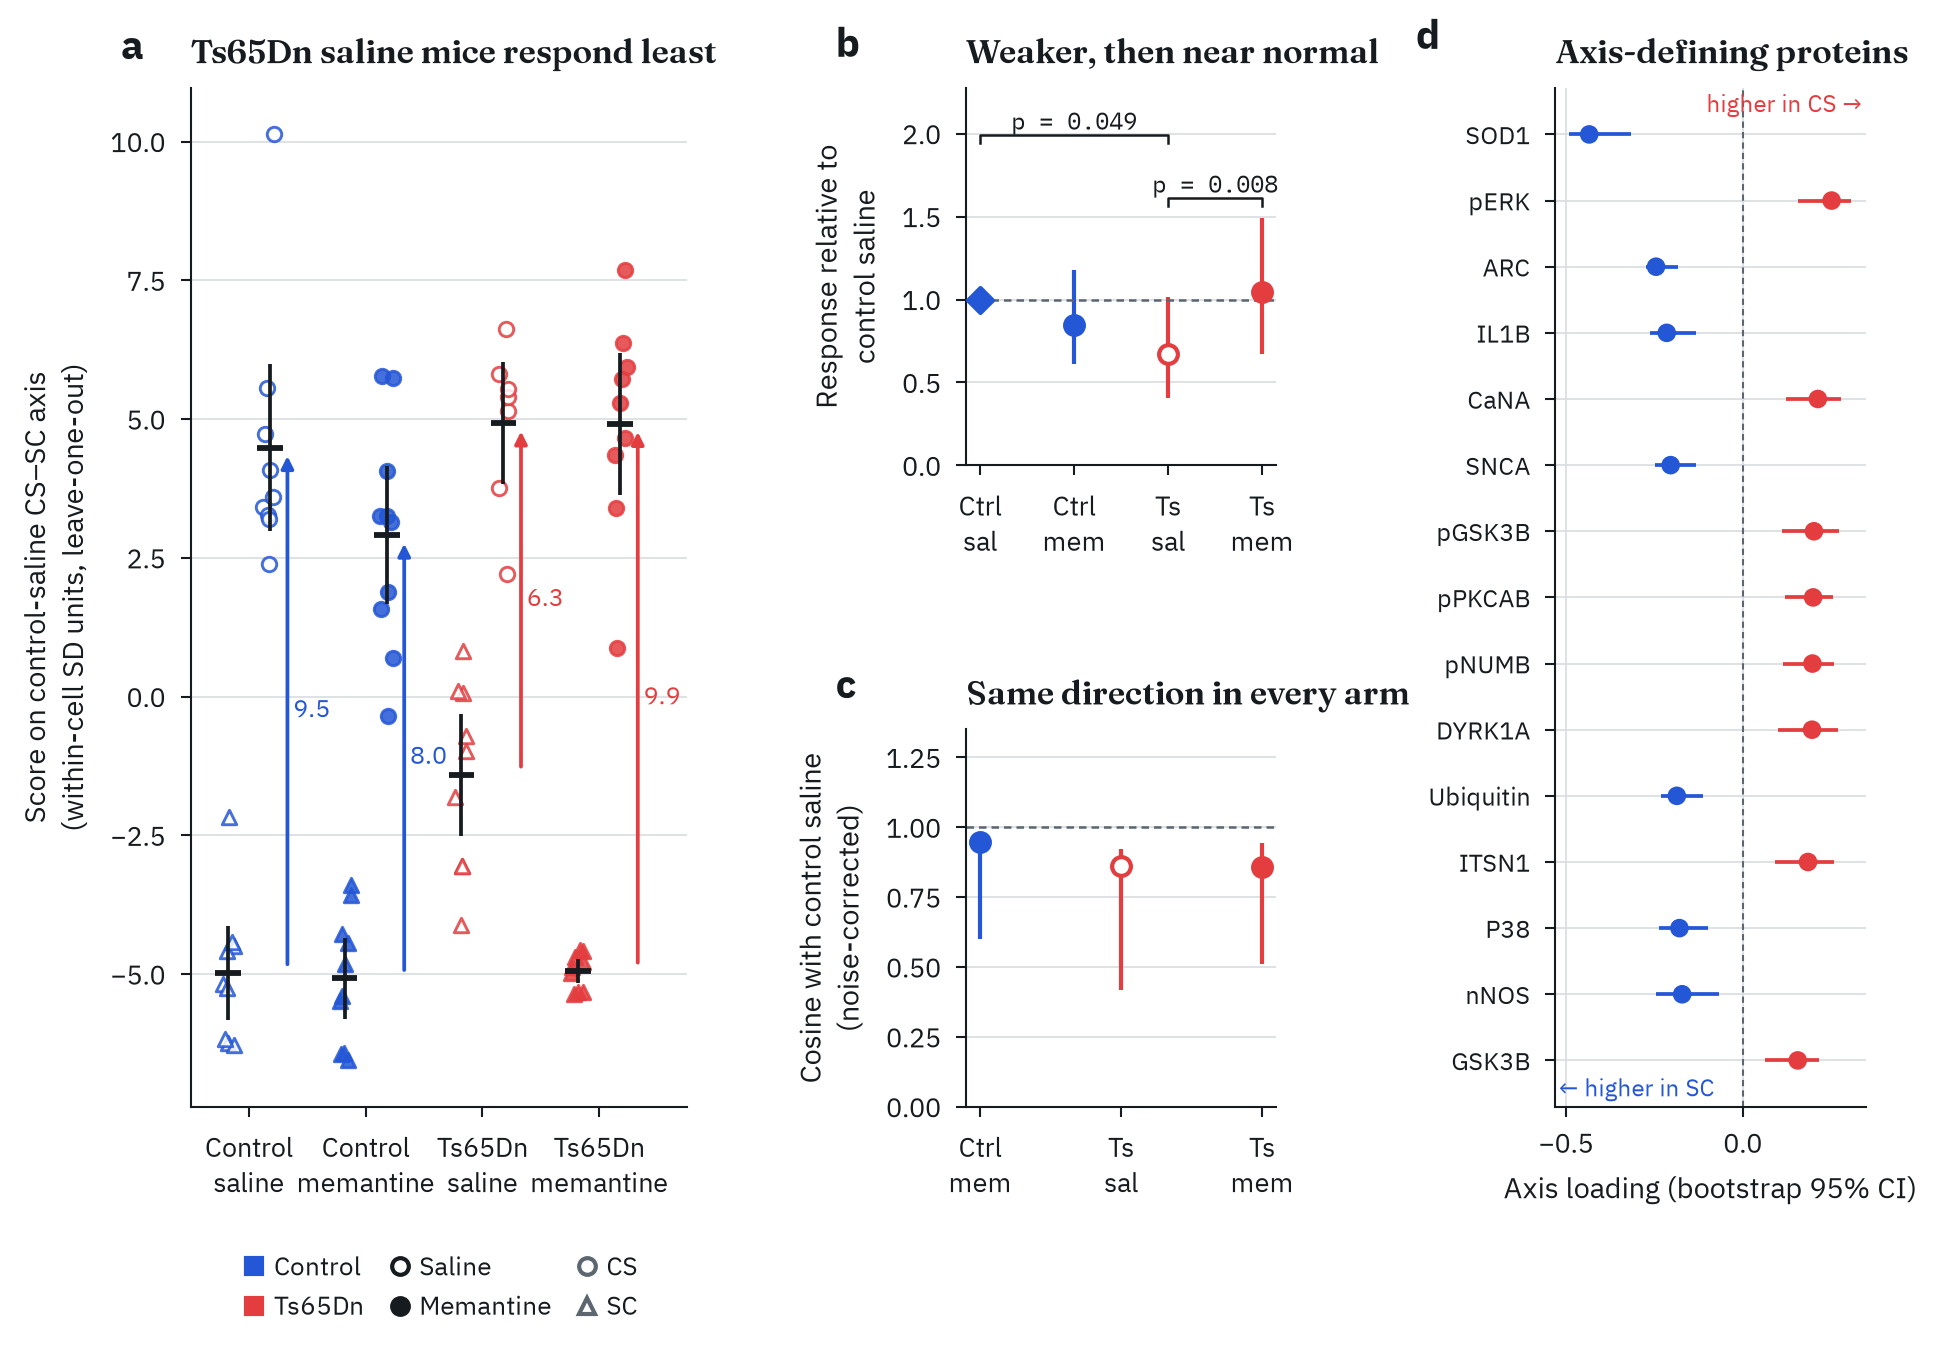 a
Ts65Dn saline mice respond least
Score on control-saline CS–SC axis
(within-cell SD units, leave-one-out)
10.0
7.5
5.0
2.5
0.0
−2.5
−5.0
9.5
8.0
6.3
9.9
Control
saline
Control
memantine
Ts65Dn
saline
Ts65Dn
memantine
Control
Ts65Dn
Saline
Memantine
CS
SC
b
Weaker, then near normal
Response relative to
control saline
2.0
1.5
1.0
0.5
0.0
p = 0.049
p = 0.008
Ctrl
sal
Ctrl
mem
Ts
sal
Ts
mem
c
Same direction in every arm
Cosine with control saline
(noise-corrected)
1.25
1.00
0.75
0.50
0.25
0.00
Ctrl
mem
Ts
sal
Ts
mem
d
Axis-defining proteins
higher in CS →
SOD1
pERK
ARC
IL1B
CaNA
SNCA
pGSK3B
pPKCAB
pNUMB
DYRK1A
Ubiquitin
ITSN1
P38
nNOS
GSK3B
← higher in SC
−0.5
0.0
Axis loading (bootstrap 95% CI)